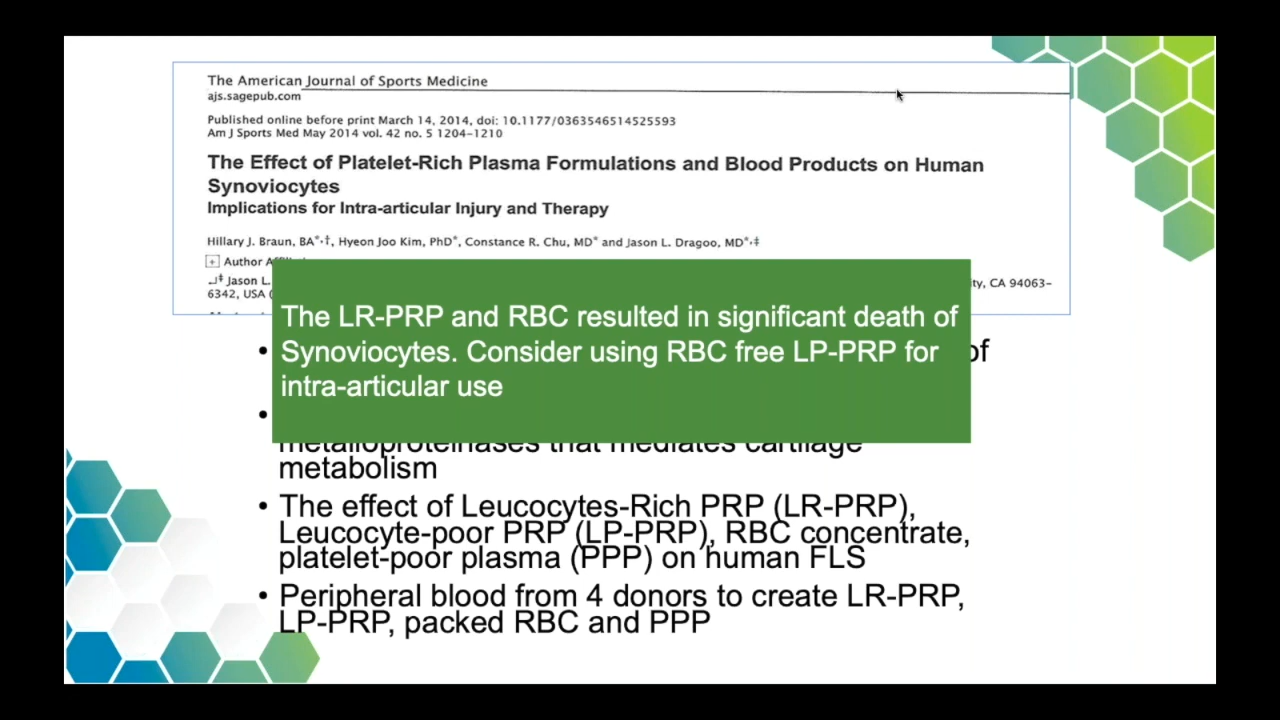 The American Journal of Sports Medicine
ajs.sagepub.com
Published online before print March 14, 2014, doi: 10.1177/0363546514525593
Am J Sports Med May 2014 vol. 42 no. 5 1204-1210
The Effect of Platelet-Rich Plasma Formulations and Blood Products on Human
Synoviocytes
Implications for Intra-articular Injury and Therapy
Hillary J. Braun, BA*,†, Hyeon Joo Kim, PhD*, Constance R. Chu, MD* and Jason L. Dragoo, MD*,‡
+ Author
‡ Jason L. CA 94063-
6342, USA (
The LR-PRP and RBC resulted in significant death of
Synoviocytes. Consider using RBC free LP-PRP for
intra-articular use
• of
• metalloproteinases that mediates cartilage
metabolism
• The effect of Leucocytes-Rich PRP (LR-PRP),
Leucocyte-poor PRP (LP-PRP), RBC concentrate,
platelet-poor plasma (PPP) on human FLS
• Peripheral blood from 4 donors to create LR-PRP,
LP-PRP, packed RBC and PPP